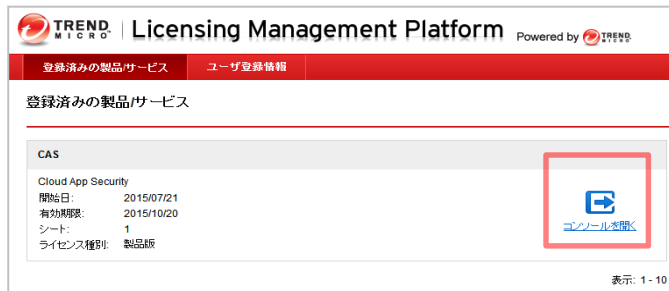 TREND MICRO Licensing Management Platform Powered by TREND MICRO
登録済みの製品/サービス ユーザ登録情報
登録済みの製品/サービス
CAS
Cloud App Security
開始日: 2015/07/21
有効期限: 2015/10/20
シート: 1
ライセンス種別: 製品版
コンソールを開く
表示: 1 - 10